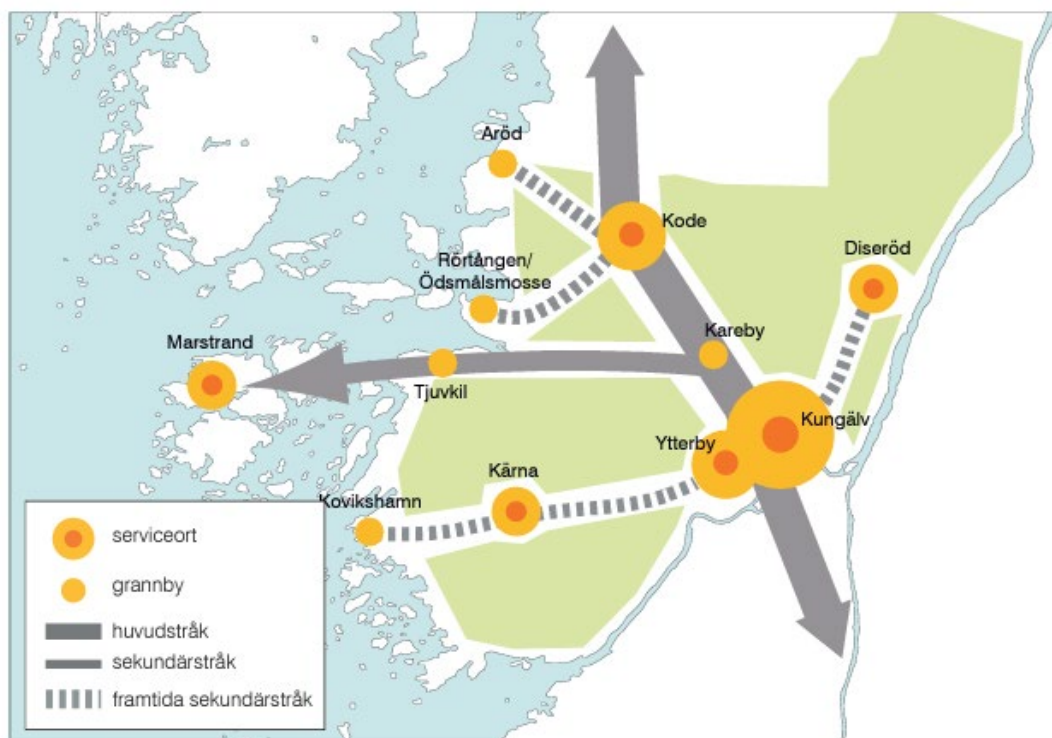 Aröd
Kode
Diseröd
Rörtången/
Ödsmålsmosse
Kareby
Marstrand
Tjuvkil
Kungälv
Ytterby
Kärna
Kovikshamn
serviceort
grannby
huvudstråk
sekundärstråk
framtida sekundärstråk